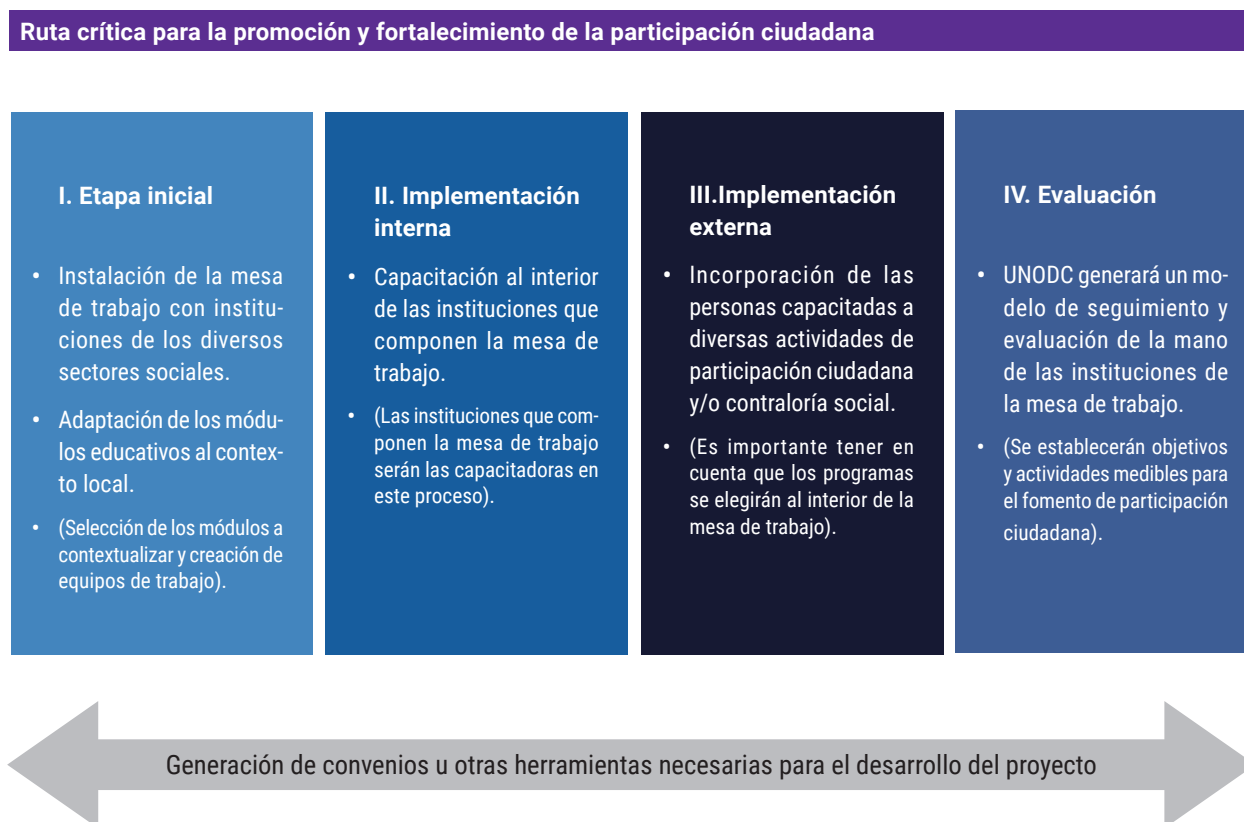 Ruta crítica para la promoción y fortalecimiento de la participación ciudadana
I. Etapa inicial
• Instalación de la mesa
de trabajo con institu-
ciones de los diversos
sectores sociales.
• Adaptación de los módu-
los educativos al contex-
to local.
• (Selección de los módulos a
contextualizar y creación de
equipos de trabajo).
II. Implementación
interna
• Capacitación al interior
de las instituciones que
componen la mesa de
trabajo.
• (Las instituciones que com-
ponen la mesa de trabajo
serán las capacitadoras en
este proceso).
III.Implementación
externa
• Incorporación de las
personas capacitadas a
diversas actividades de
participación ciudadana
y/o contraloría social.
• (Es importante tener en
cuenta que los programas
se elegirán al interior de la
mesa de trabajo).
IV. Evaluación
• UNODC generará un mo-
delo de seguimiento y
evaluación de la mano
de las instituciones de
la mesa de trabajo.
• (Se establecerán objetivos
y actividades medibles para
el fomento de participación
ciudadana).
Generación de convenios u otras herramientas necesarias para el desarrollo del proyecto